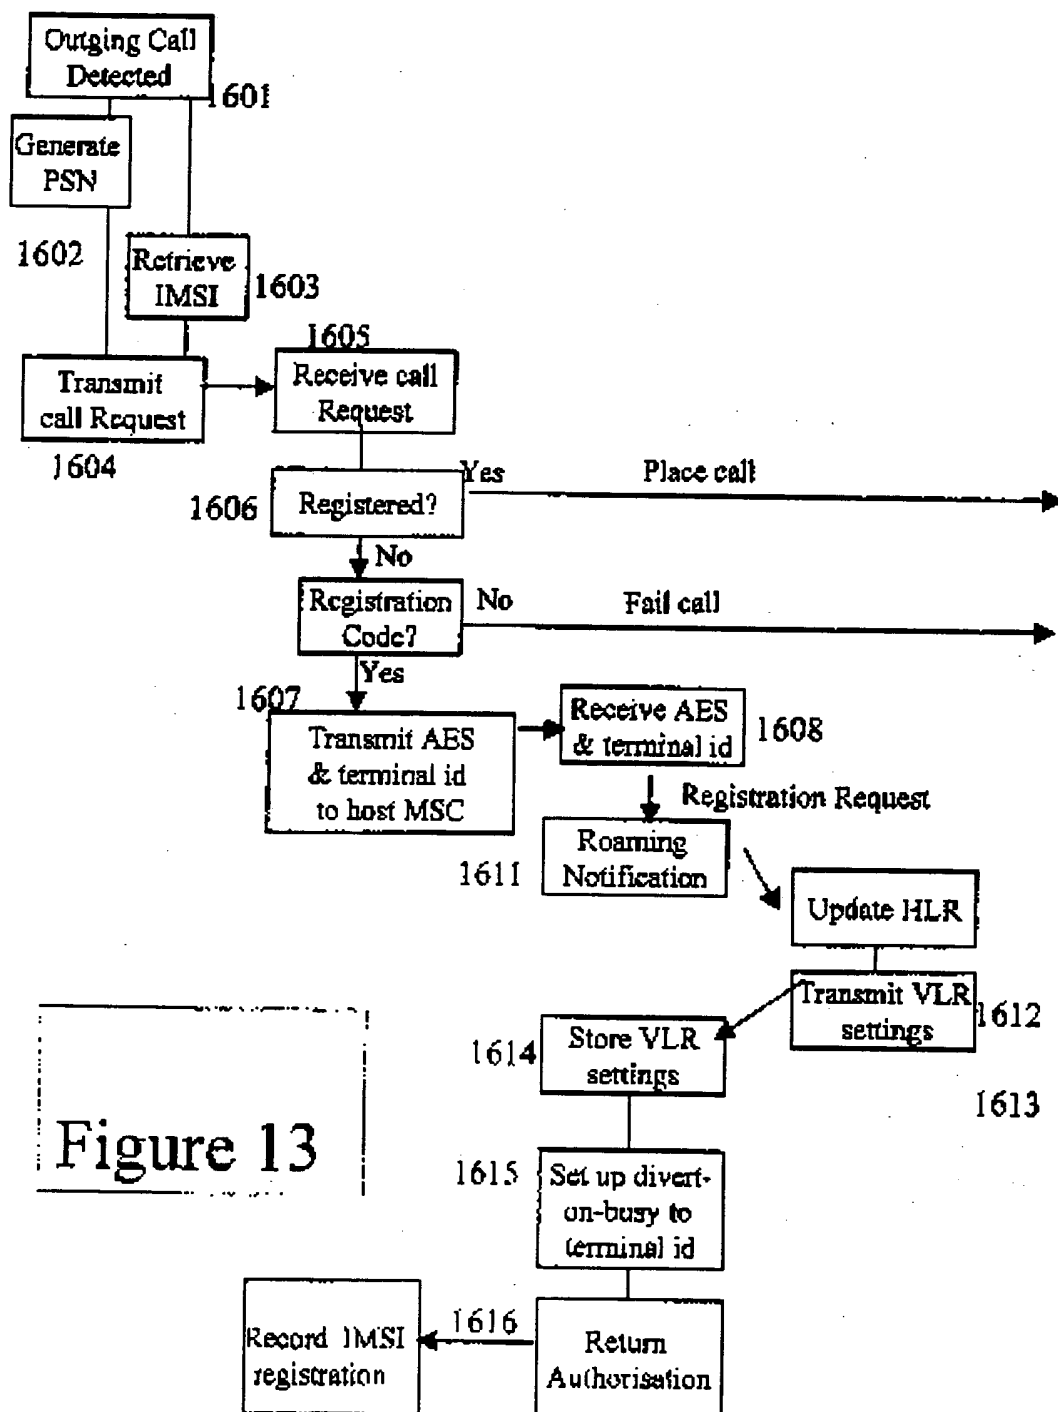 Outging Call
Detected
1601
Generate
PSN
1602
Retrieve
IMSI
1603
1605
Transmit
call Request
1604
Receive call
Request
1606
Registered?
Yes
Place call
No
Registration
Code?
No
Fail call
Yes
1607
Transmit AES
& terminal id
to host MSC
Receive AES
& terminal id
1608
Registration Request
1611
Roaming
Notification
Update HLR
Transmit VLR
settings
1612
1614
Store VLR
settings
1613
Figure 13
1615
Set up divert-
on-busy to
terminal id
1616
Record IMSI
registration
Return
Authorisation